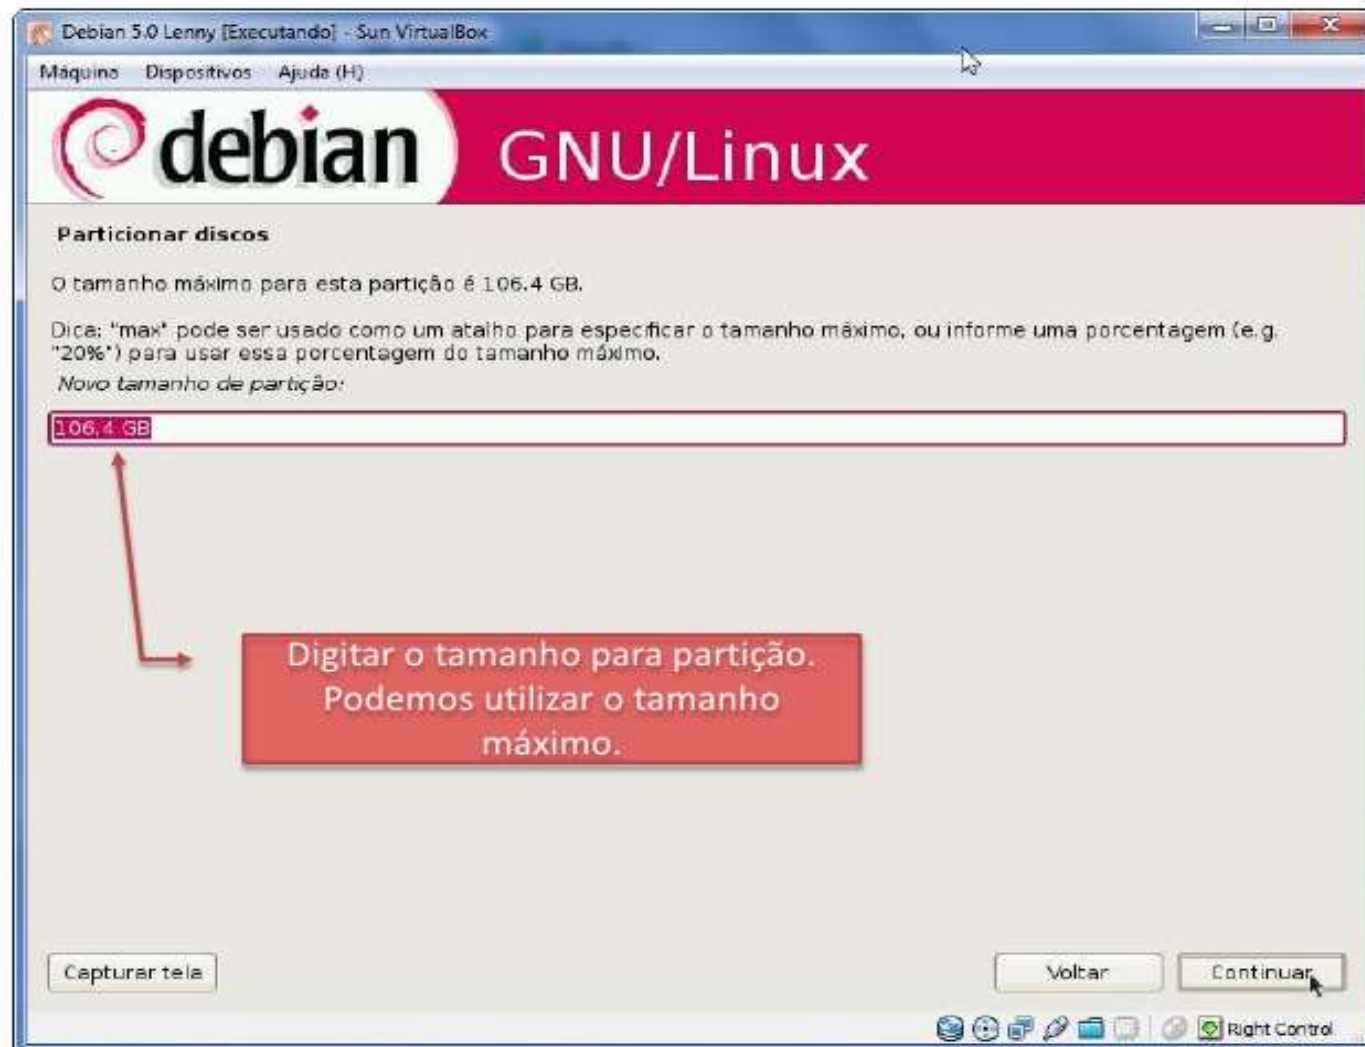 Debian 5.0 Lenny [Executando] - Sun VirtualBox
Máquina Dispositivos Ajuda (H)
debian GNU/Linux
Particionar discos
O tamanho máximo para esta partição é 106.4 GB.
Dica: "max" pode ser usado como um atalho para especificar o tamanho máximo, ou informe uma porcentagem (e.g.
"20%") para usar essa porcentagem do tamanho máximo.
Novo tamanho de partição:
106.4 GB
Digitar o tamanho para partição.
Podemos utilizar o tamanho
máximo.
Capturar tela
Voltar
Continuar
Right Control